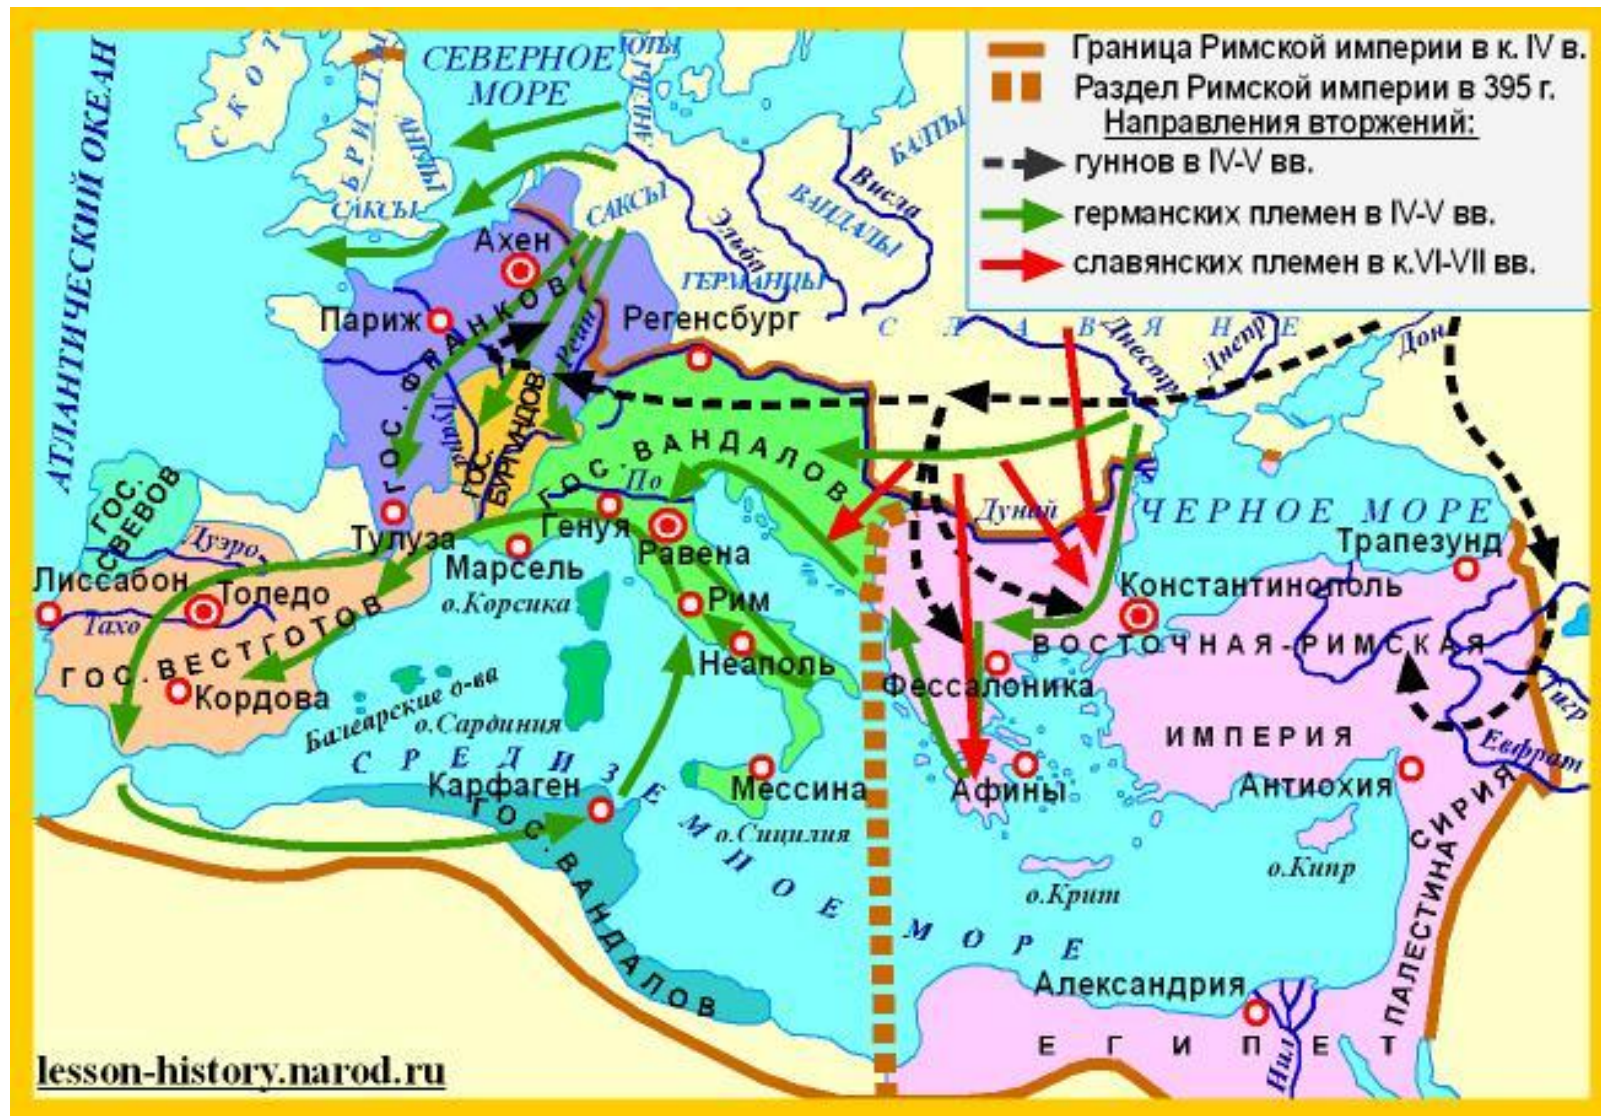 Граница Римской империи в к. IV в.
Раздел Римской империи в 395 г.
Направления вторжений:
гуннов в IV-V вв.
германских племен в IV-V вв.
славянских племен в к.VI-VII вв.
АТЛАНТИЧЕСКИЙ ОКЕАН
СЕВЕРНОЕ
МОРЕ
СКОТ
БРИТТЫ
АНГЛЫ
САКСЫ
ЮТЫ
АНГЛЫ
САКСЫ
БАЛТЫ
Висла
ВАНДАЛЫ
Эльба
ГЕРМАНЦЫ
СЛАВЯНЕ
Днестр
Днепр
Дон
Ахен
Париж
ГОС. ФРАНКОВ
Рейн
Регенсбург
Луара
ГОС.
БУРГУНДОВ
ГОС. ВАНДАЛОВ
По
Дунай
ЧЕРНОЕ МОРЕ
Трапезунд
ГОС.
СВЕВОВ
Дуэро
Тулуза
Генуя
Равена
Марсель
о.Корсика
Лиссабон
Толедо
Тахо
ГОС. ВЕСТГОТОВ
Кордова
Рим
Неаполь
Балеарские о-ва
о.Сардиния
Константинополь
ВОСТОЧНАЯ-РИМСКАЯ
ИМПЕРИЯ
Фессалоника
Тигр
Евфрат
СРЕДИЗЕМНОЕ МОРЕ
Карфаген
ГОС. ВАНДАЛОВ
Мессина
о.Сицилия
Афины
Антиохия
СИРИЯ
ПАЛЕСТИНА
о.Кипр
о.Крит
Александрия
ЕГИПЕТ
Нил
lesson-history.narod.ru